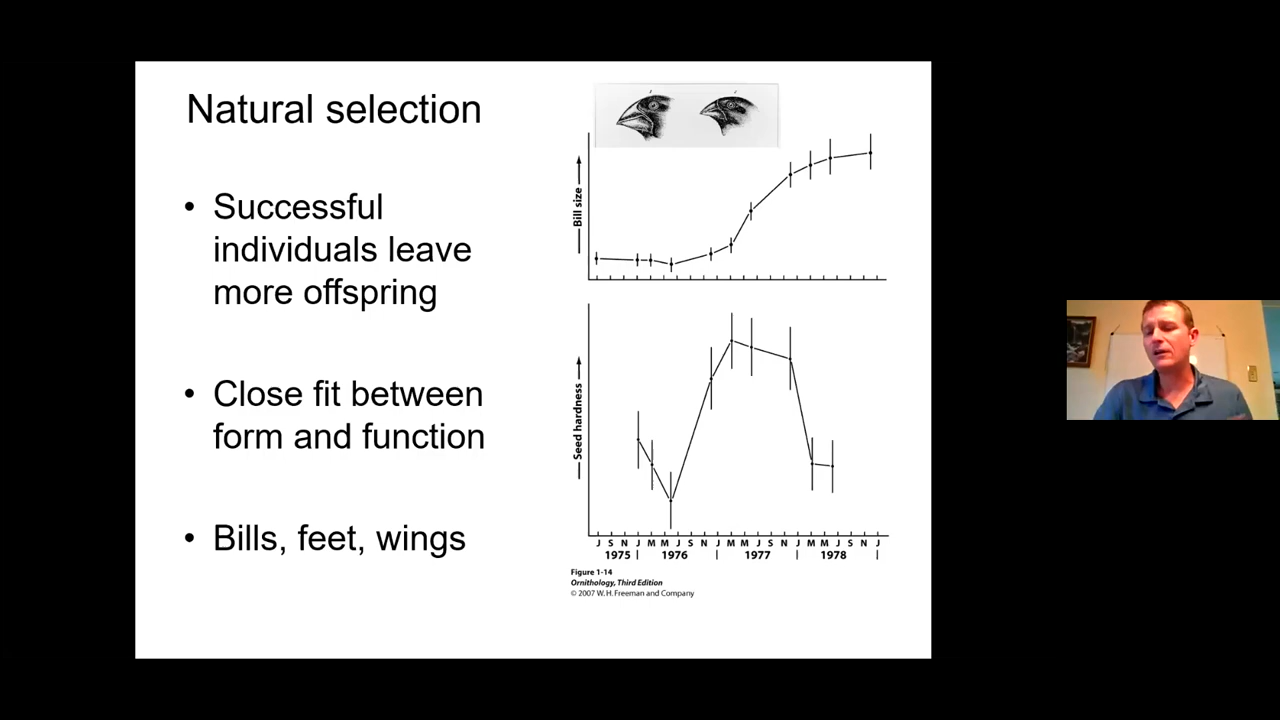 Natural selection
• Successful
individuals leave
more offspring
• Close fit between
form and function
• Bills, feet, wings
Bill size
Seed hardness
J S N J M M J S N J M M J S N J M M J S N J
1975 | 1976 | 1977 | 1978 |
Figure 1-14
Ornithology, Third Edition
© 2007 W. H. Freeman and Company